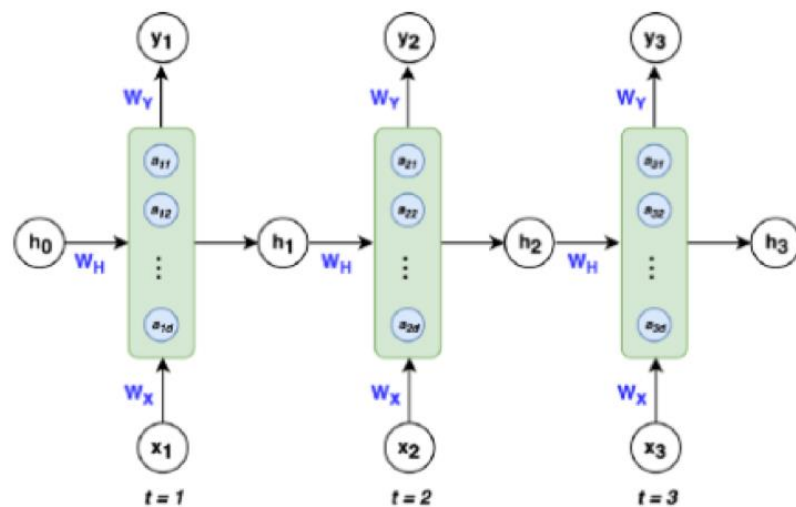 y1 y2 y3
WY WY WY
a11 a21 a31
a12 a22 a32
h0 h1 h2 h3
WH WH WH
⋮ ⋮ ⋮
a1d a2d a3d
WX WX WX
x1 x2 x3
t = 1 t = 2 t = 3